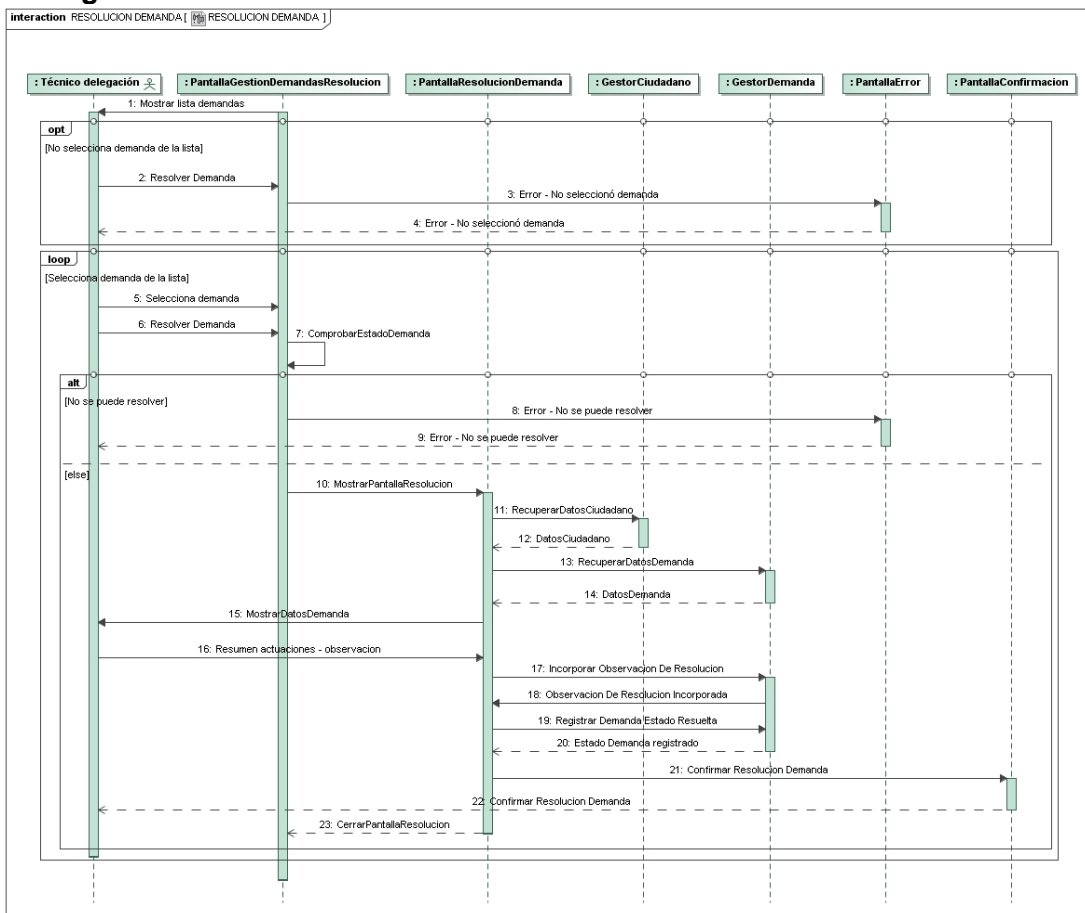 interaction RESOLUCION DEMANDA [ RESOLUCION DEMANDA ]
: Técnico delegación
: PantallaGestionDemandasResolucion
: PantallaResolucionDemanda
: GestorCiudadano
: GestorDemanda
: PantallaError
: PantallaConfirmacion
1: Mostrar lista demandas
opt
[No selecciona demanda de la lista]
2: Resolver Demanda
3: Error - No seleccionó demanda
4: Error - No seleccionó demanda
loop
[Selecciona demanda de la lista]
5: Selecciona demanda
6: Resolver Demanda
7: ComprobarEstadoDemanda
alt
[No se puede resolver]
8: Error - No se puede resolver
9: Error - No se puede resolver
[else]
10: MostrarPantallaResolucion
11: RecuperarDatosCiudadano
12: DatosCiudadano
13: RecuperarDatosDemanda
14: DatosDemanda
15: MostrarDatosDemanda
16: Resumen actuaciones - observacion
17: Incorporar Observacion De Resolucion
18: Observacion De Resolucion Incorporada
19: Registrar Demanda Estado Resuelta
20: Estado Demanda registrado
21: Confirmar Resolucion Demanda
22: Confirmar Resolucion Demanda
23: CerrarPantallaResolucion